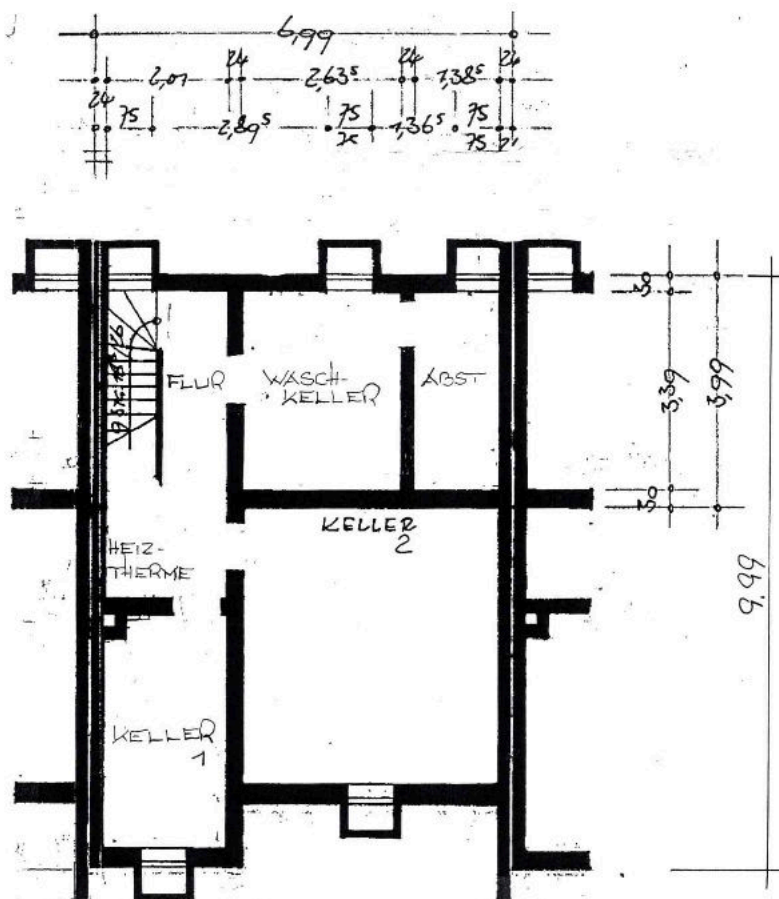 6,99
24 24 24
2,01 2,63⁵ 1,38⁵
24
75 2,89⁵ 75 1,36⁵ 75
75 75
30
FLUR
WASCH-
KELLER
ABST
3,39
3,99
30
KELLER
2
HEIZ-
THERME
9,99
KELLER
1